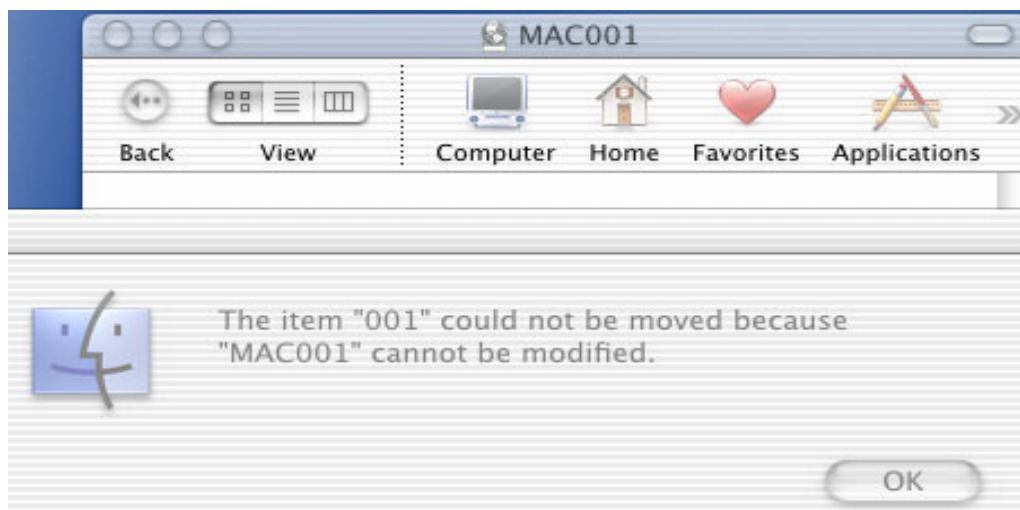 MAC001
Back View Computer Home Favorites Applications
The item "001" could not be moved because
"MAC001" cannot be modified.
OK